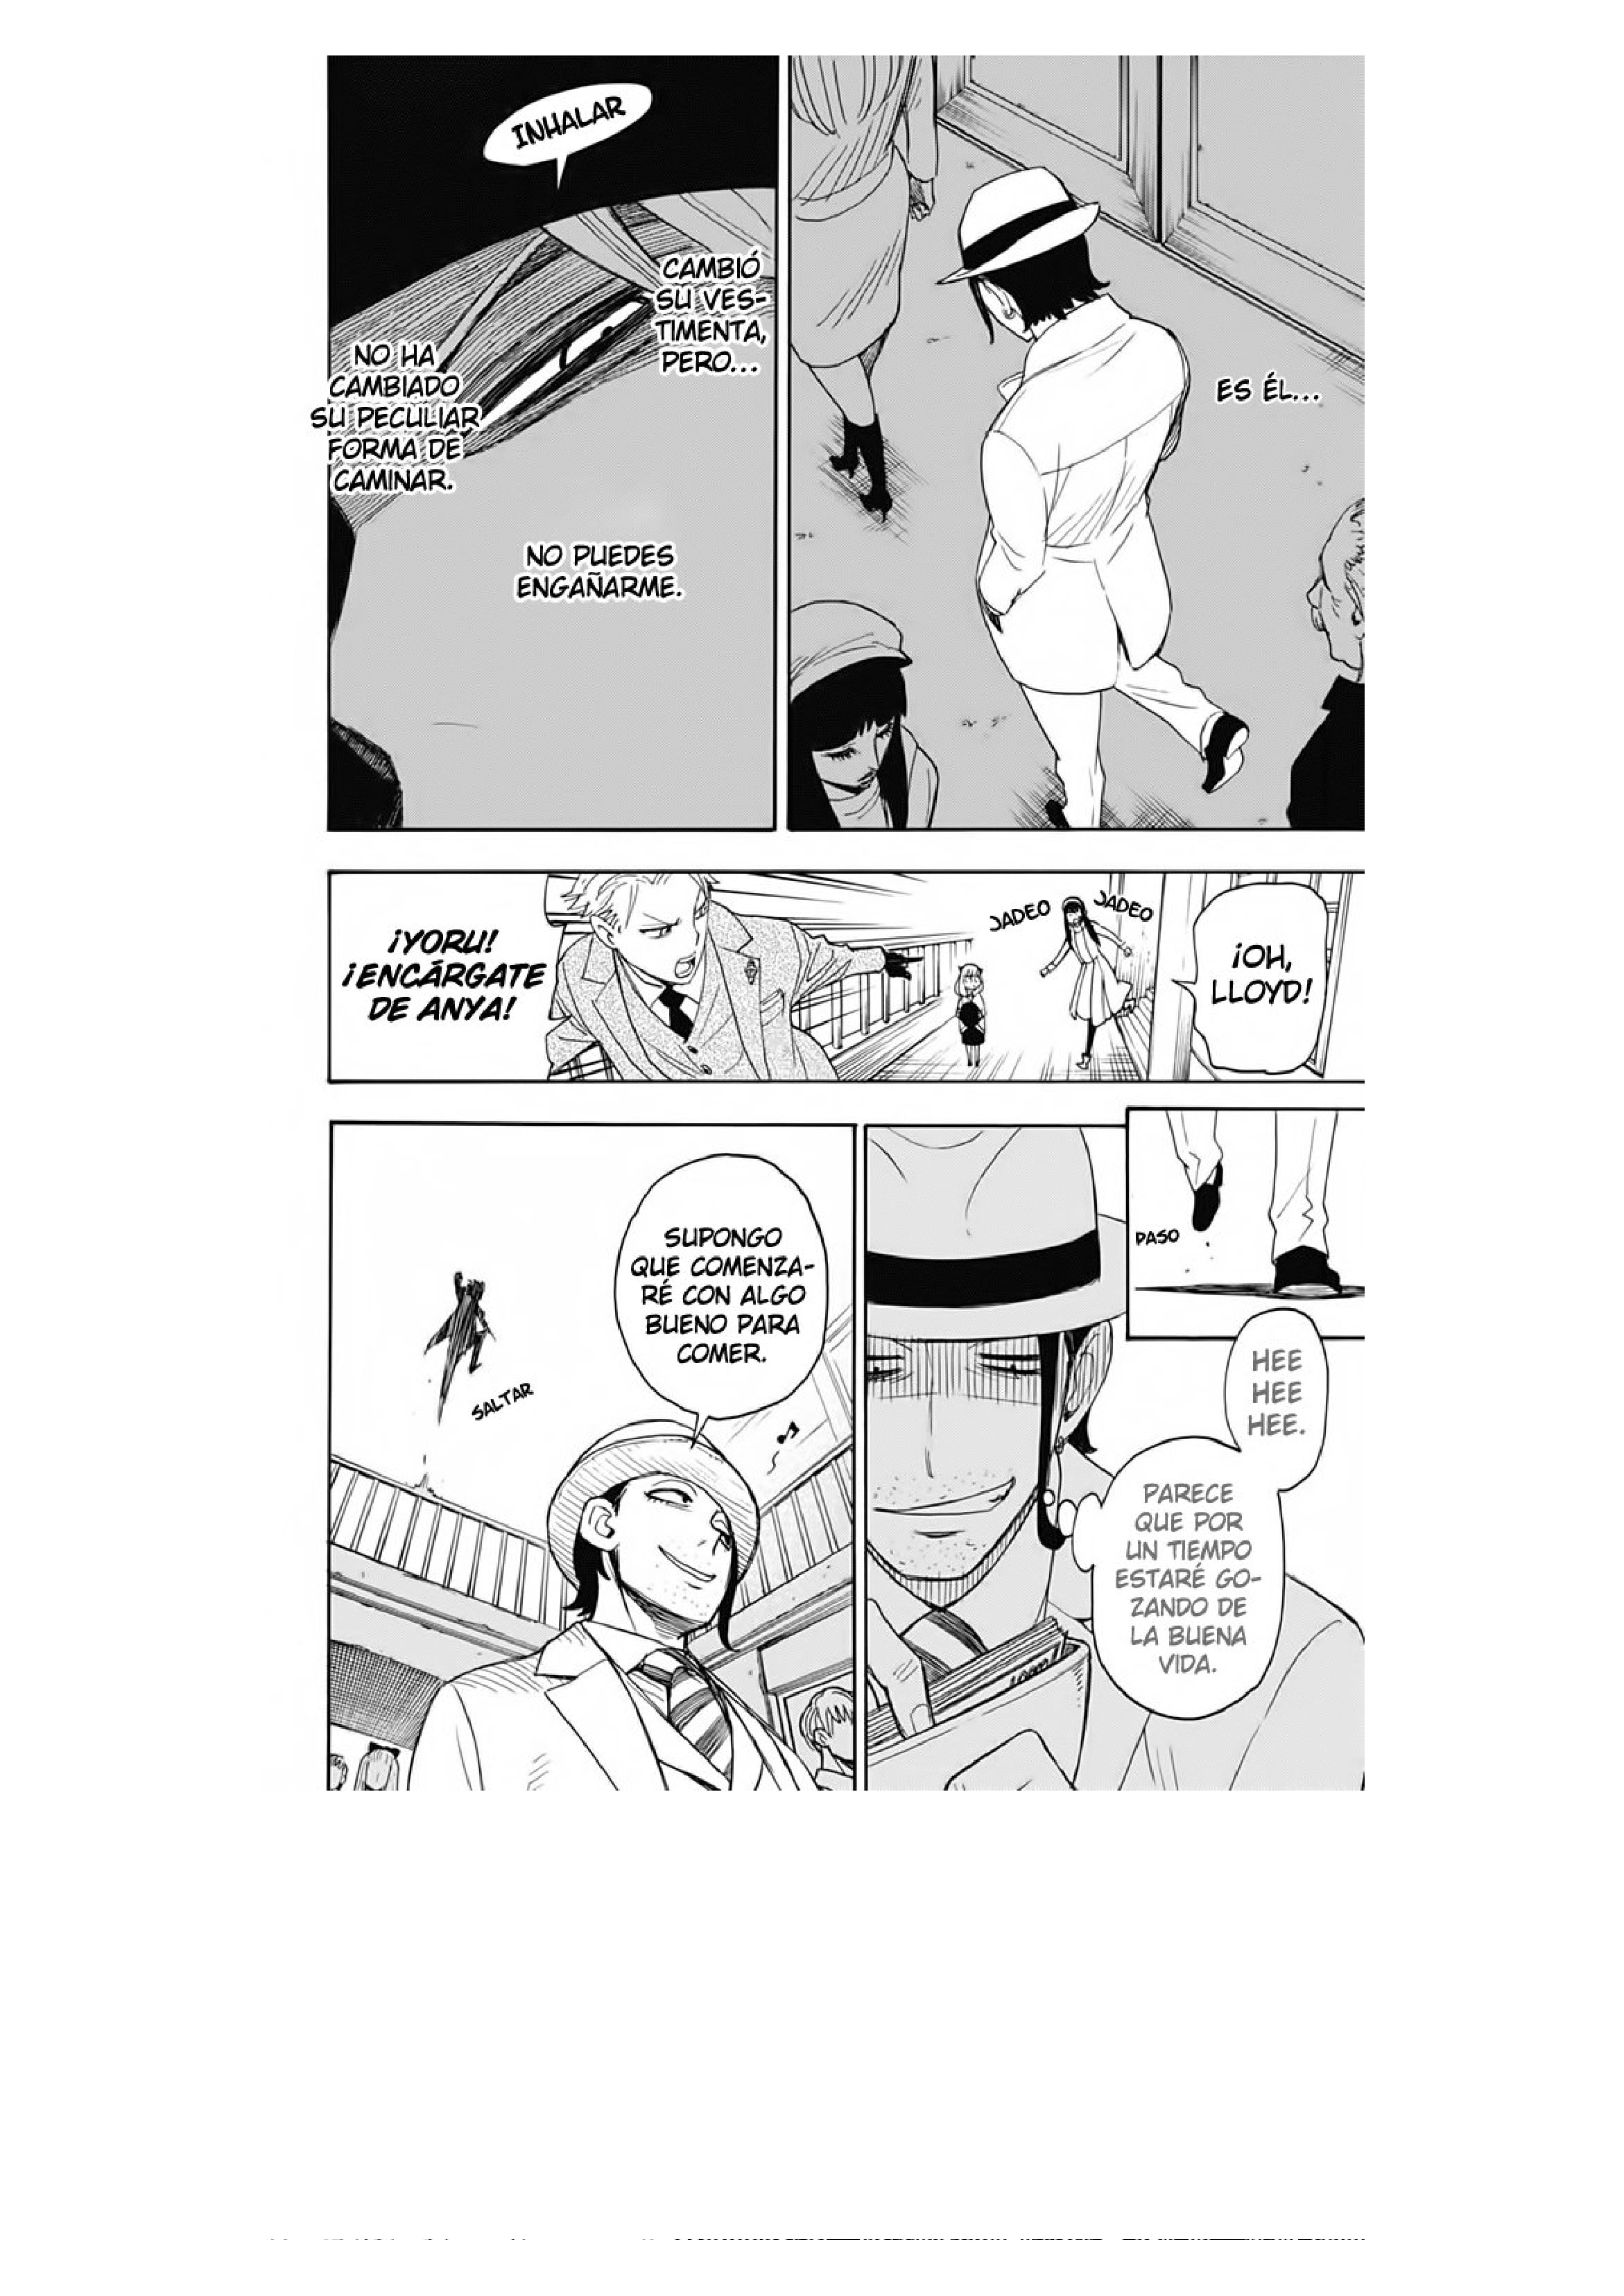 ES ÉL...
INHALAR
CAMBIÓ
SU VES-
TIMENTA,
PERO...
NO HA
CAMBIADO
SU PECULIAR
FORMA DE
CAMINAR.
NO PUEDES
ENGAÑARME.
¡OH,
LLOYD!
JADEO
JADEO
¡YORU!
¡ENCÁRGATE
DE ANYA!
PASO
HEE
HEE
HEE.
PARECE
QUE POR
UN TIEMPO
ESTARÉ GO-
ZANDO DE
LA BUENA
VIDA.
SUPONGO
QUE COMENZA-
RÉ CON ALGO
BUENO PARA
COMER.
SALTAR